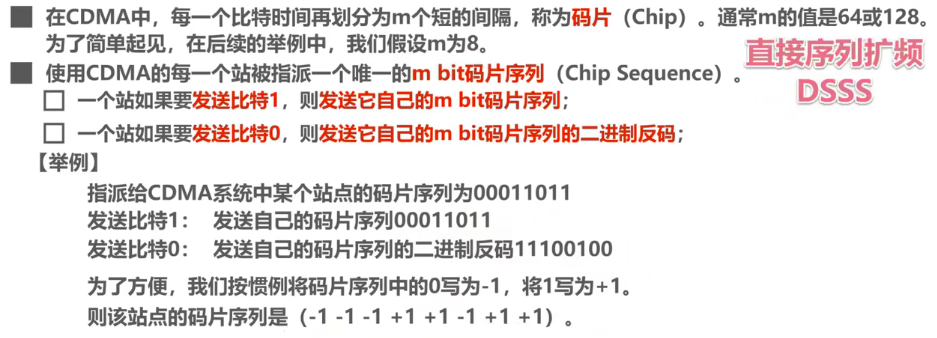 在CDMA中，每一个比特时间再划分为m个短的间隔，称为码片（Chip）。通常m的值是64或128。
为了简单起见，在后续的举例中，我们假设m为8。
直接序列扩频
DSSS
使用CDMA的每一个站被指派一个唯一的m bit码片序列（Chip Sequence）。
一个站如果要发送比特1，则发送它自己的m bit码片序列；
一个站如果要发送比特0，则发送它自己的m bit码片序列的二进制反码；
【举例】
指派给CDMA系统中某个站点的码片序列为00011011
发送比特1： 发送自己的码片序列00011011
发送比特0： 发送自己的码片序列的二进制反码11100100
为了方便，我们按惯例将码片序列中的0写为-1，将1写为+1。
则该站点的码片序列是（-1 -1 -1 +1 +1 -1 +1 +1）。